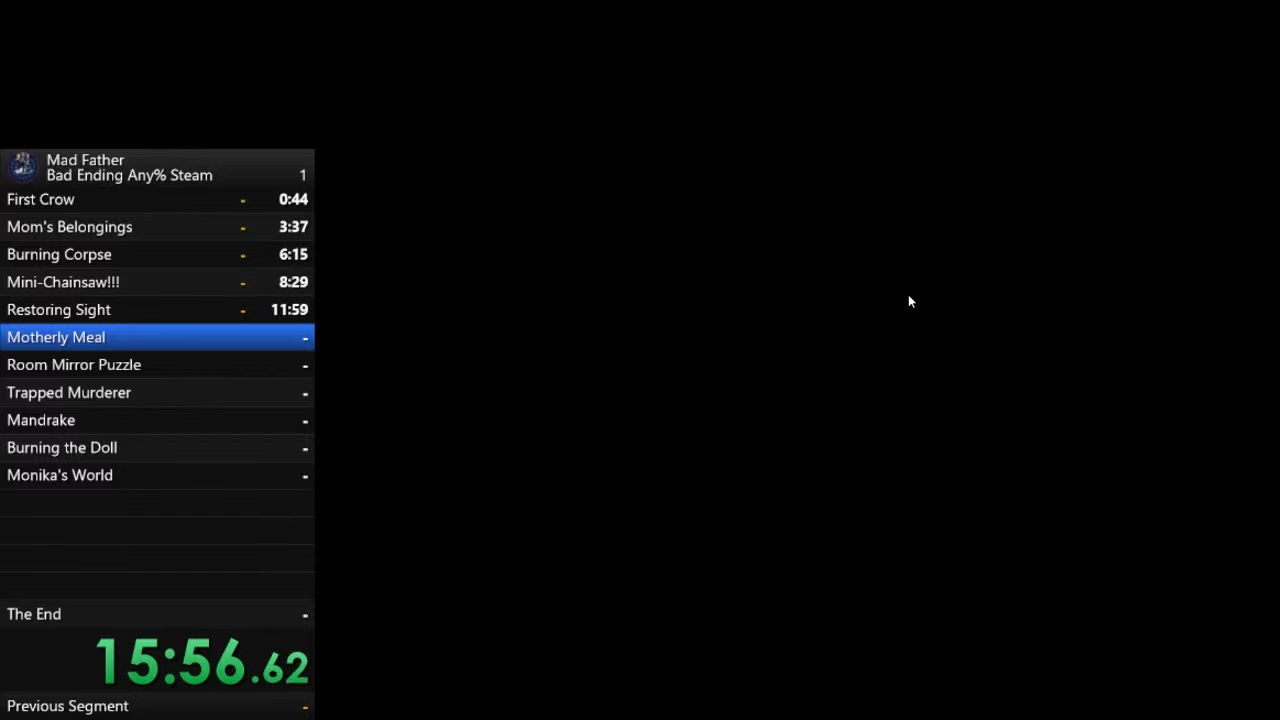 Mad Father
Bad Ending Any% Steam 1
First Crow - 0:44
Mom's Belongings - 3:37
Burning Corpse - 6:15
Mini-Chainsaw!!! - 8:29
Restoring Sight - 11:59
Motherly Meal -
Room Mirror Puzzle -
Trapped Murderer -
Mandrake -
Burning the Doll -
Monika's World -
The End -
15:56.62
Previous Segment -